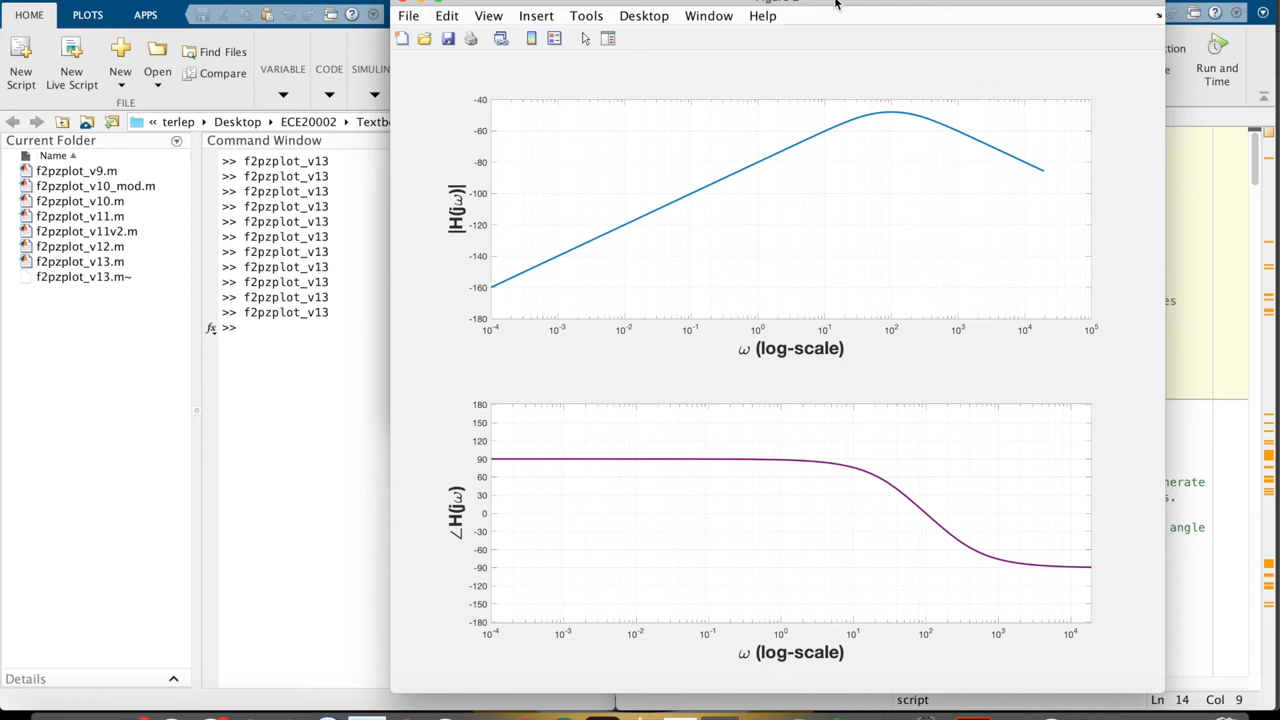 HOME PLOTS APPS
New Script
New Live Script
New
Open
Find Files
Compare
FILE
VARIABLE
CODE
SIMULIN
terlep Desktop ECE20002 Textb
Current Folder
Name
f2pzplot_v9.m
f2pzplot_v10_mod.m
f2pzplot_v10.m
f2pzplot_v11.m
f2pzplot_v11v2.m
f2pzplot_v12.m
f2pzplot_v13.m
f2pzplot_v13.m~
Details
Command Window
>> f2pzplot_v13
>> f2pzplot_v13
>> f2pzplot_v13
>> f2pzplot_v13
>> f2pzplot_v13
>> f2pzplot_v13
>> f2pzplot_v13
>> f2pzplot_v13
>> f2pzplot_v13
>> f2pzplot_v13
>> f2pzplot_v13
fx >>
File Edit View Insert Tools Desktop Window Help
-40
-60
-80
-100
-120
-140
-160
-180
|H(jω)|
10^-4 10^-3 10^-2 10^-1 10^0 10^1 10^2 10^3 10^4 10^5
ω (log-scale)
180
150
120
90
60
30
0
-30
-60
-90
-120
-150
-180
∠H(jω)
10^-4 10^-3 10^-2 10^-1 10^0 10^1 10^2 10^3 10^4
ω (log-scale)
ction
Run and Time
es
nerate
s.
angle
script
Ln 14 Col 9